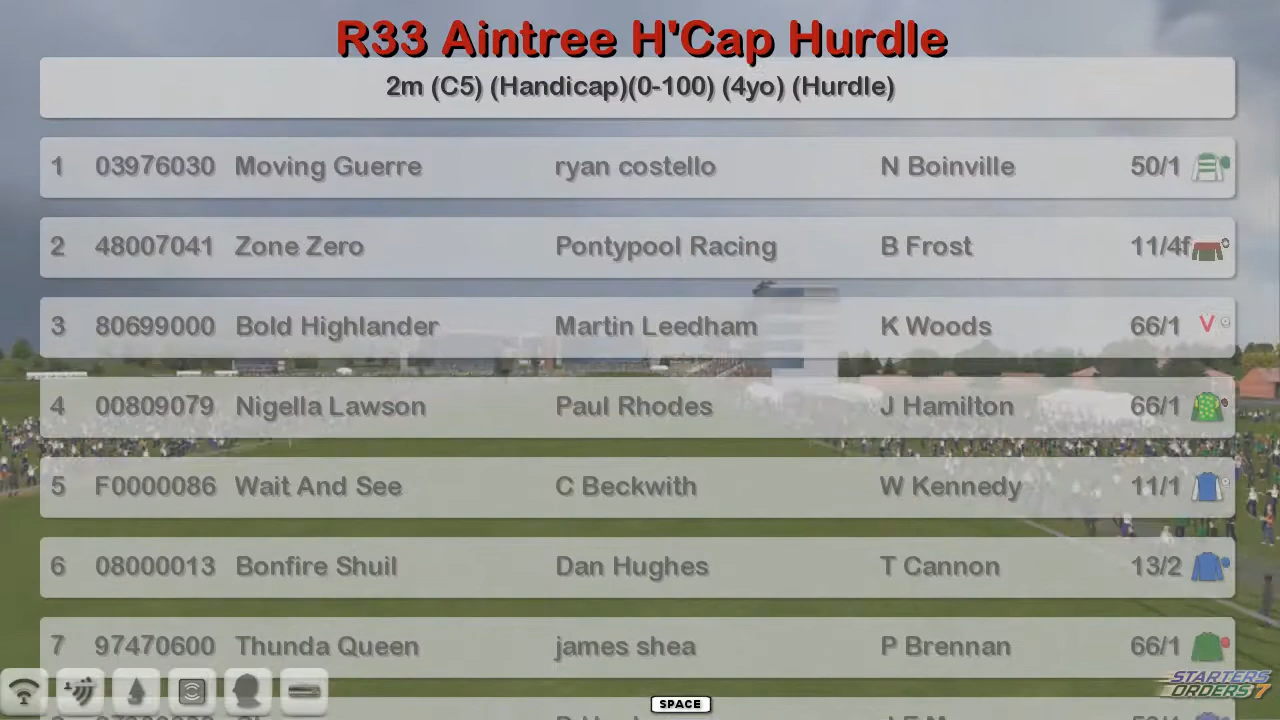 R33 Aintree H'Cap Hurdle
2m (C5) (Handicap)(0-100) (4yo) (Hurdle)
1 03976030 Moving Guerre ryan costello N Boinville 50/1
2 48007041 Zone Zero Pontypool Racing B Frost 11/4f
3 80699000 Bold Highlander Martin Leedham K Woods 66/1
4 00809079 Nigella Lawson Paul Rhodes J Hamilton 66/1
5 F0000086 Wait And See C Beckwith W Kennedy 11/1
6 08000013 Bonfire Shuil Dan Hughes T Cannon 13/2
7 97470600 Thunda Queen james shea P Brennan 66/1
STARTERS ORDERS 7
SPACE